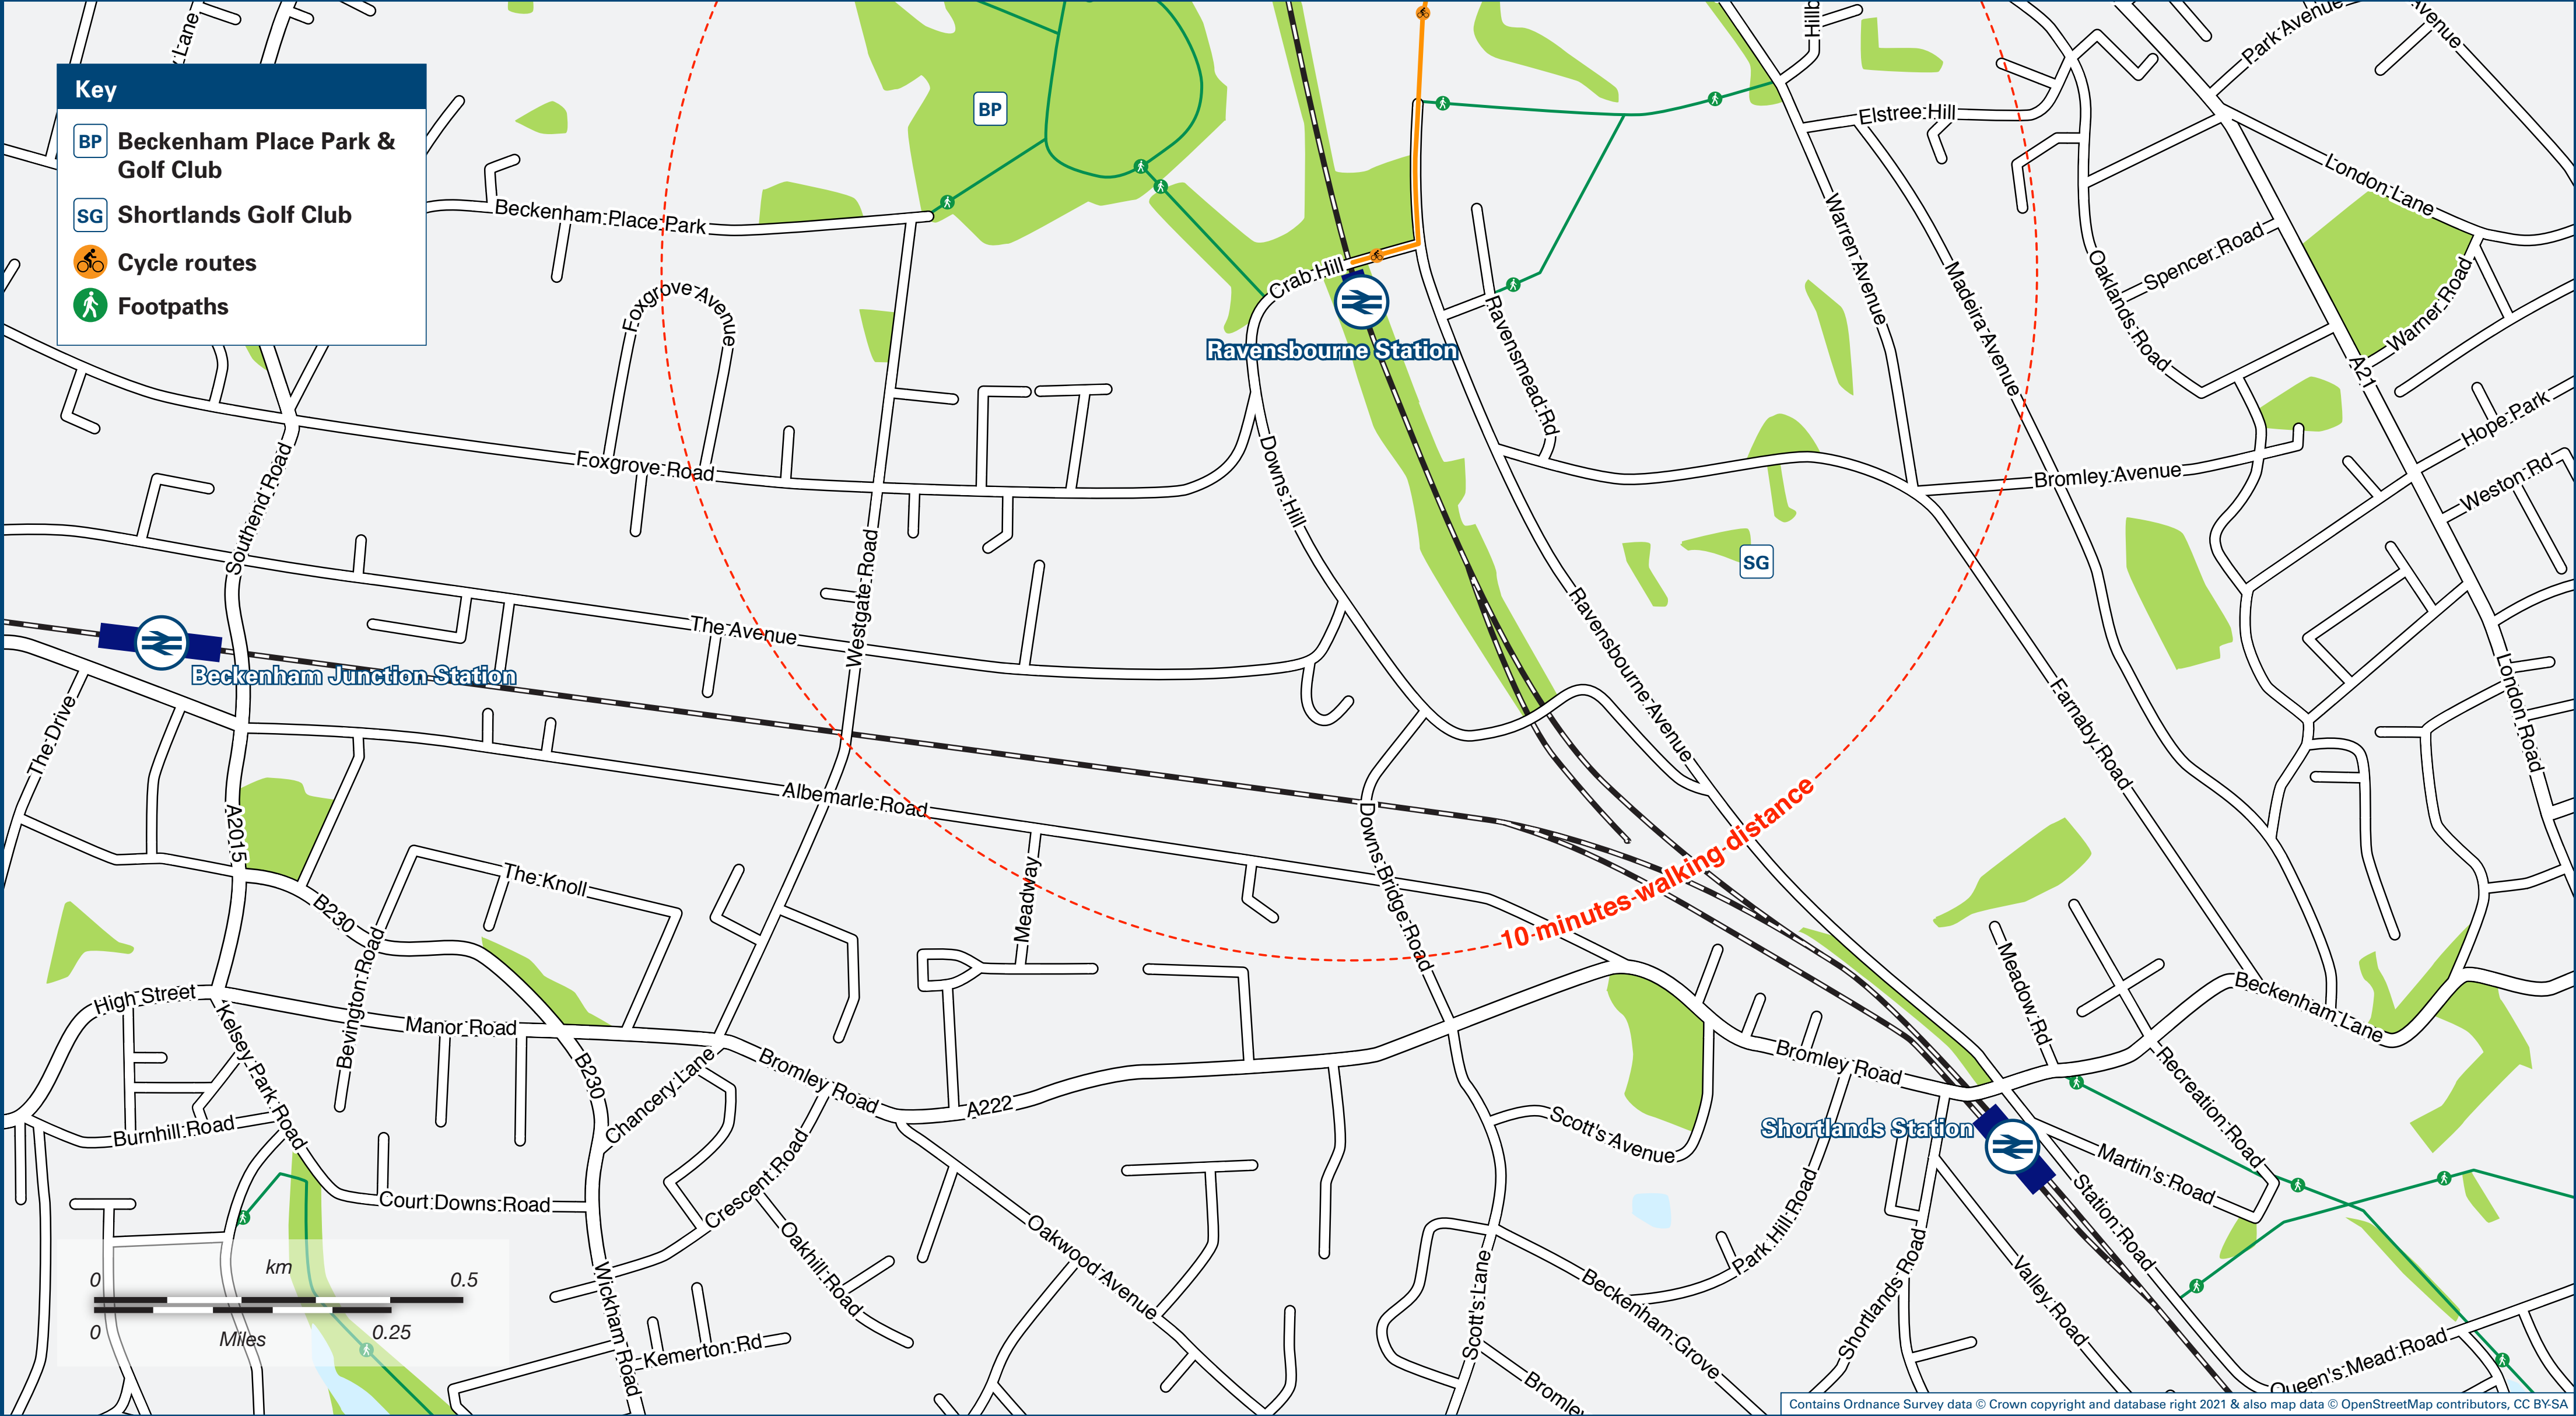 Lane
Hillb
Park Avenue
Avenue
Key
BP
Beckenham Place Park &
Golf Club
SG
Shortlands Golf Club
Cycle routes
Footpaths
BP
Elstree Hill
London Lane
Beckenham Place Park
Warren Avenue
Madeira Avenue
Oaklands Road
Spencer Road
Warner Road
Crab Hill
Foxgrove Avenue
Ravensbourne Station
Ravensmead Rd
A21
Hope Park
Weston Rd
Foxgrove Road
Southend Road
Downs Hill
Bromley Avenue
Westgate Road
SG
The Avenue
Ravensbourne Avenue
Beckenham Junction Station
Farnaby Road
London Road
The Drive
A2015
Albemarle Road
10 minutes walking distance
Downs Bridge Road
The Knoll
Meadway
B230
Bevington Road
High Street
Manor Road
Kelsey Park Road
Meadow Rd
Beckenham Lane
Recreation Road
B230
Chancery Lane
Bromley Road
A222
Bromley Road
Burnhill Road
Scott's Avenue
Shortlands Station
Martin's Road
Station Road
Court Downs Road
Crescent Road
Oakhill Road
Oakwood Avenue
Park Hill Road
Wickham Road
Scott's Lane
Beckenham Grove
Shortlands Road
Valley Road
Kemerton Rd
Bromley
Queen's Mead Road
km
0 0.5
0 0.25
Miles
Contains Ordnance Survey data © Crown copyright and database right 2021 & also map data © OpenStreetMap contributors, CC BY-SA